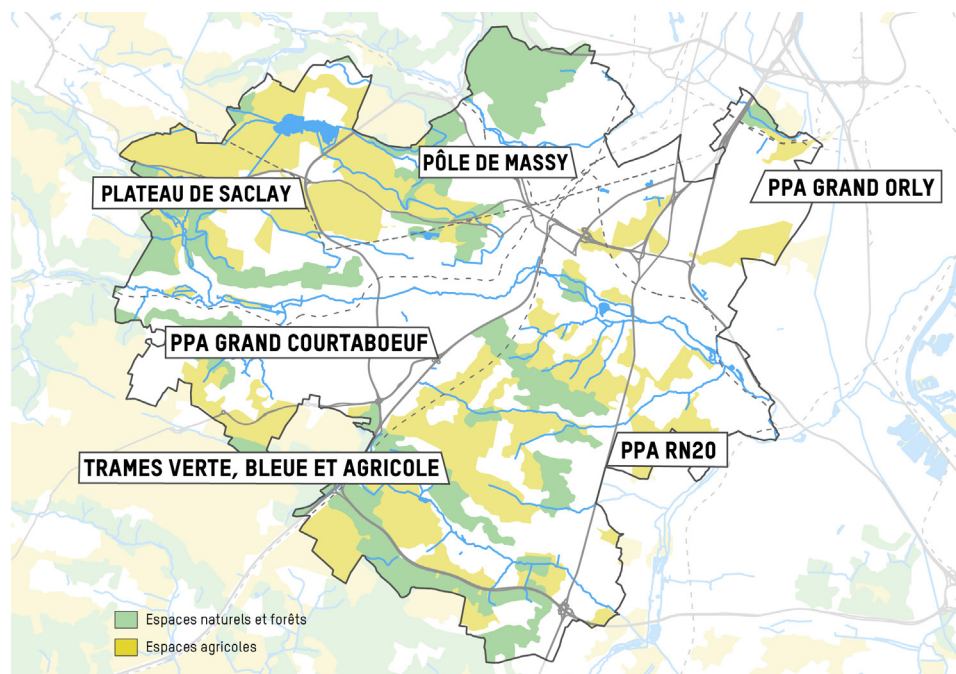 PÔLE DE MASSY
PLATEAU DE SACLAY
PPA GRAND ORLY
PPA GRAND COURTABOEUF
PPA RN20
TRAMES VERTE, BLEUE ET AGRICOLE
Espaces naturels et forêts
Espaces agricoles